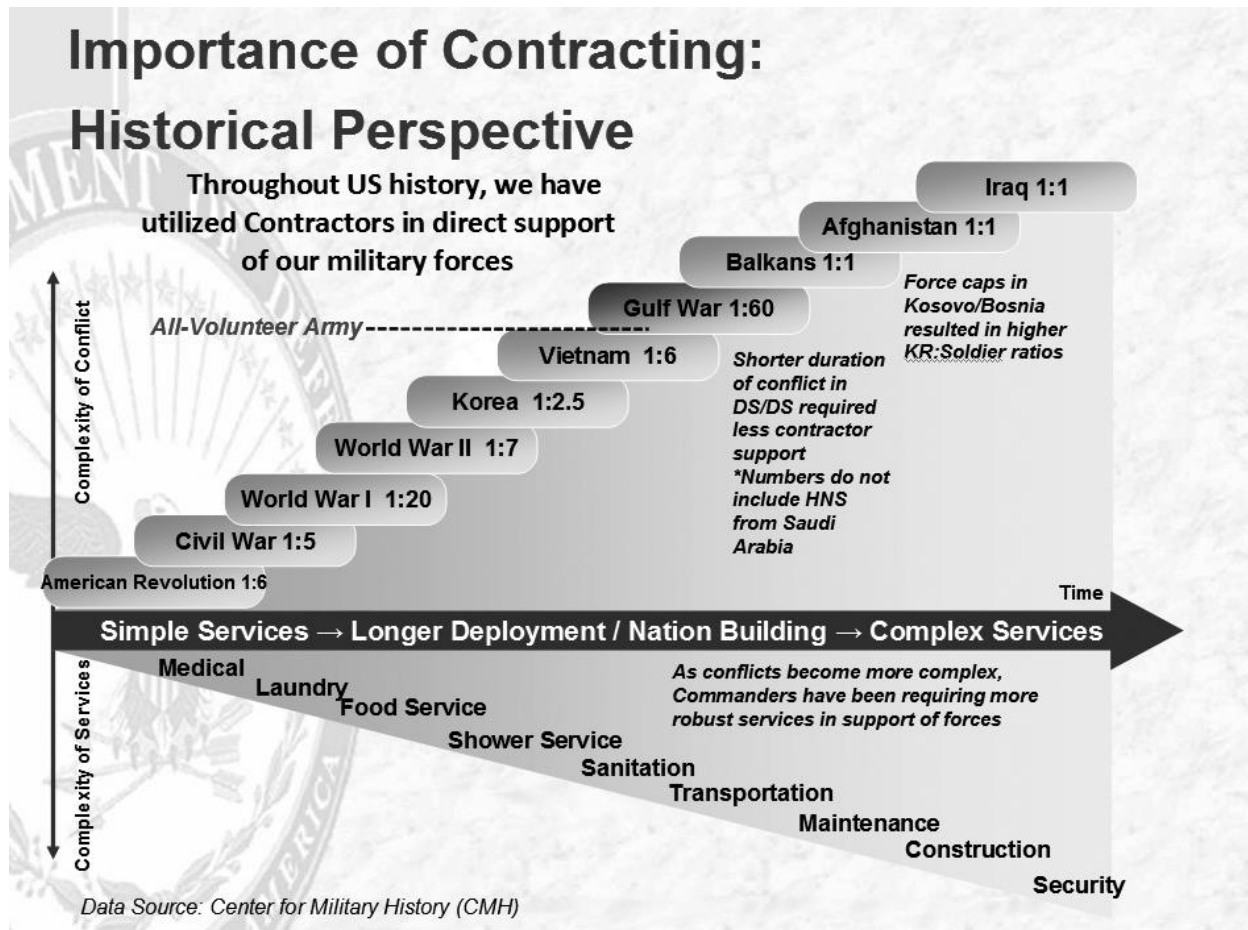 Importance of Contracting:
Historical Perspective
Throughout US history, we have
utilized Contractors in direct support
of our military forces
Iraq 1:1
Afghanistan 1:1
Balkans 1:1
Gulf War 1:60
All-Volunteer Army
Vietnam 1:6
Korea 1:2.5
World War II 1:7
World War I 1:20
Civil War 1:5
American Revolution 1:6
Force caps in
Kosovo/Bosnia
resulted in higher
KR:Soldier ratios
Shorter duration
of conflict in
DS/DS required
less contractor
support
*Numbers do not
include HNS
from Saudi
Arabia
Complexity of Conflict
Time
Simple Services → Longer Deployment / Nation Building → Complex Services
Complexity of Services
Medical
Laundry
Food Service
Shower Service
Sanitation
Transportation
Maintenance
Construction
Security
As conflicts become more complex,
Commanders have been requiring more
robust services in support of forces
Data Source: Center for Military History (CMH)